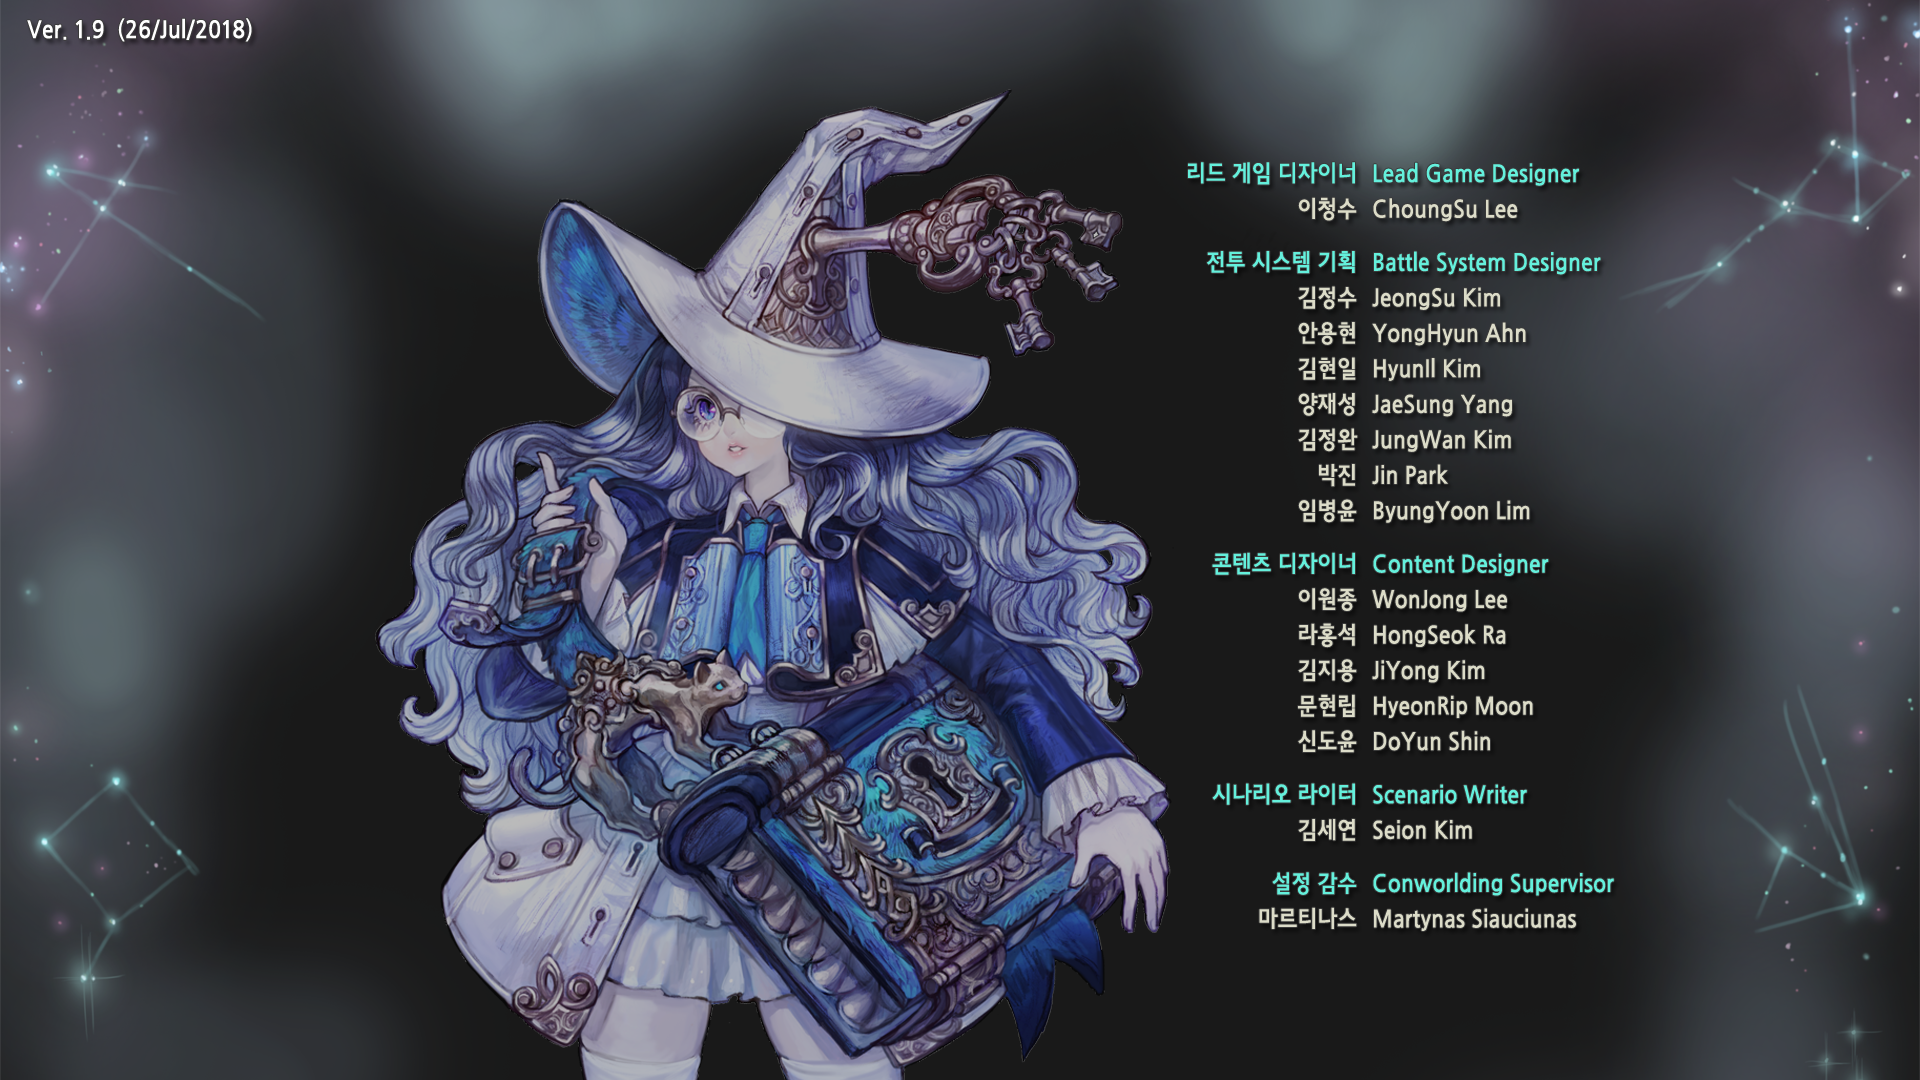 Ver. 1.9 (26/Jul/2018)
리드 게임 디자이너 Lead Game Designer
이청수 ChoungSu Lee
전투 시스템 기획 Battle System Designer
김정수 JeongSu Kim
안용현 YongHyun Ahn
김현일 HyunIl Kim
양재성 JaeSung Yang
김정완 JungWan Kim
박진 Jin Park
임병윤 ByungYoon Lim
콘텐츠 디자이너 Content Designer
이원종 WonJong Lee
라홍석 HongSeok Ra
김지용 JiYong Kim
문현립 HyeonRip Moon
신도윤 DoYun Shin
시나리오 라이터 Scenario Writer
김세연 Seion Kim
설정 감수 Conworlding Supervisor
마르티나스 Martynas Siauciunas